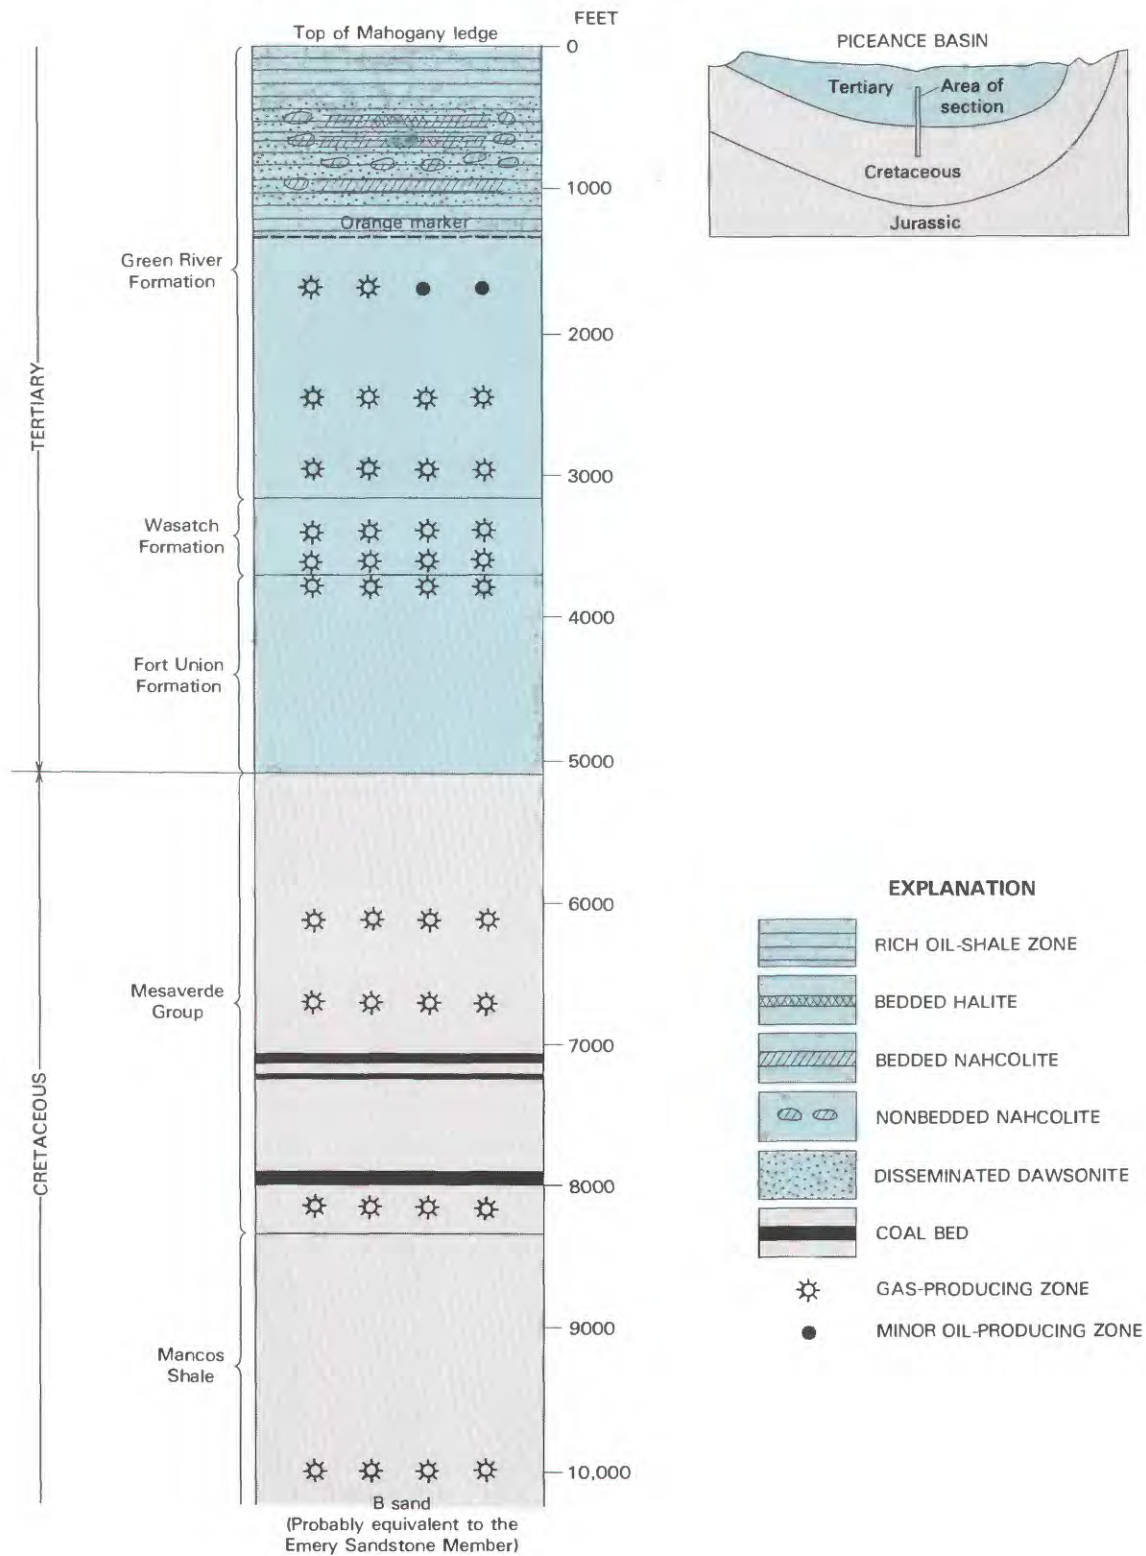 FEET
Top of Mahogany ledge
0
1000
Orange marker
Green River
Formation
2000
TERTIARY
3000
Wasatch
Formation
4000
Fort Union
Formation
5000
6000
Mesaverde
Group
7000
CRETACEOUS
8000
9000
Mancos
Shale
10,000
B sand
(Probably equivalent to the
Emery Sandstone Member)
PICEANCE BASIN
Tertiary
Area of
section
Cretaceous
Jurassic
EXPLANATION
RICH OIL-SHALE ZONE
BEDDED HALITE
BEDDED NAHCOLITE
NONBEDDED NAHCOLITE
DISSEMINATED DAWSONITE
COAL BED
GAS-PRODUCING ZONE
MINOR OIL-PRODUCING ZONE